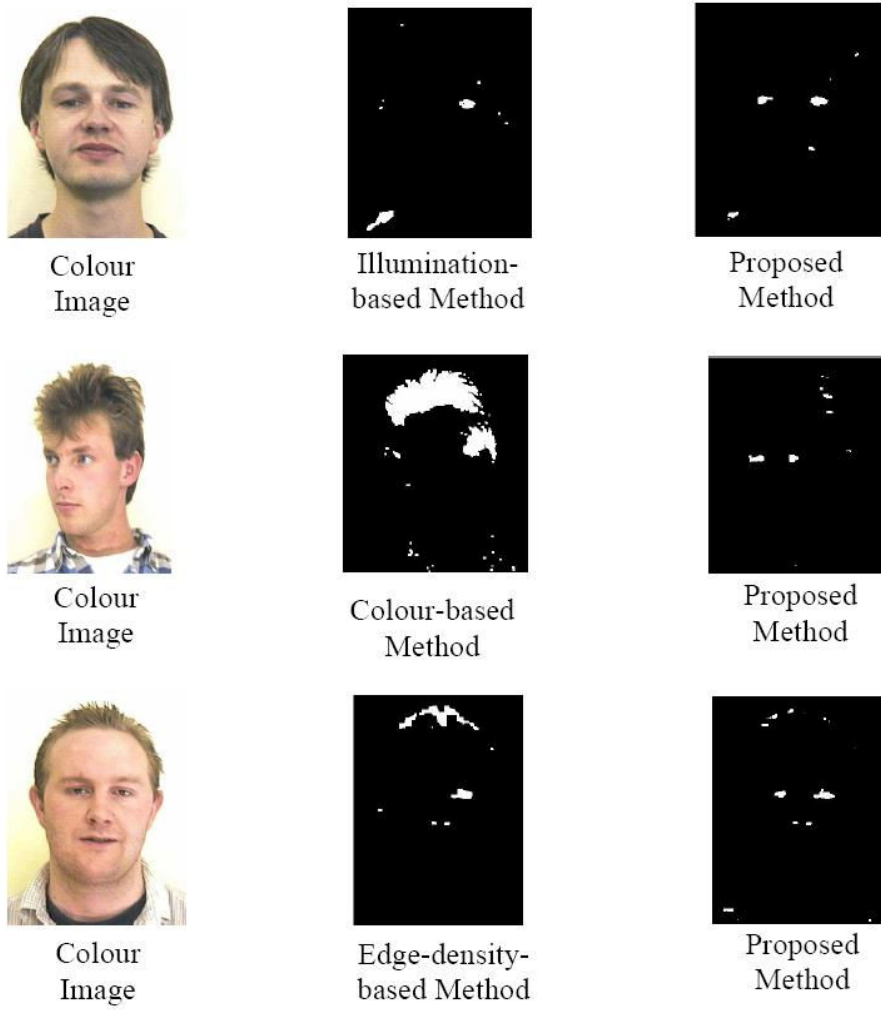 Colour
Image
Illumination-
based Method
Proposed
Method
Colour
Image
Colour-based
Method
Proposed
Method
Colour
Image
Edge-density-
based Method
Proposed
Method